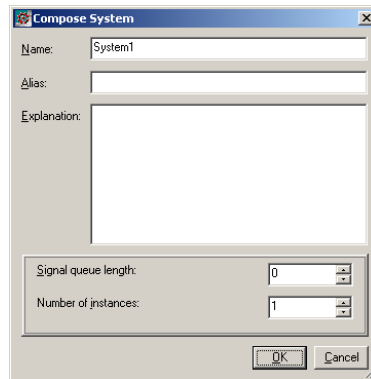 Compose System
Name: System1
Alias:
Explanation:
Signal queue length: 0
Number of instances: 1
OK Cancel